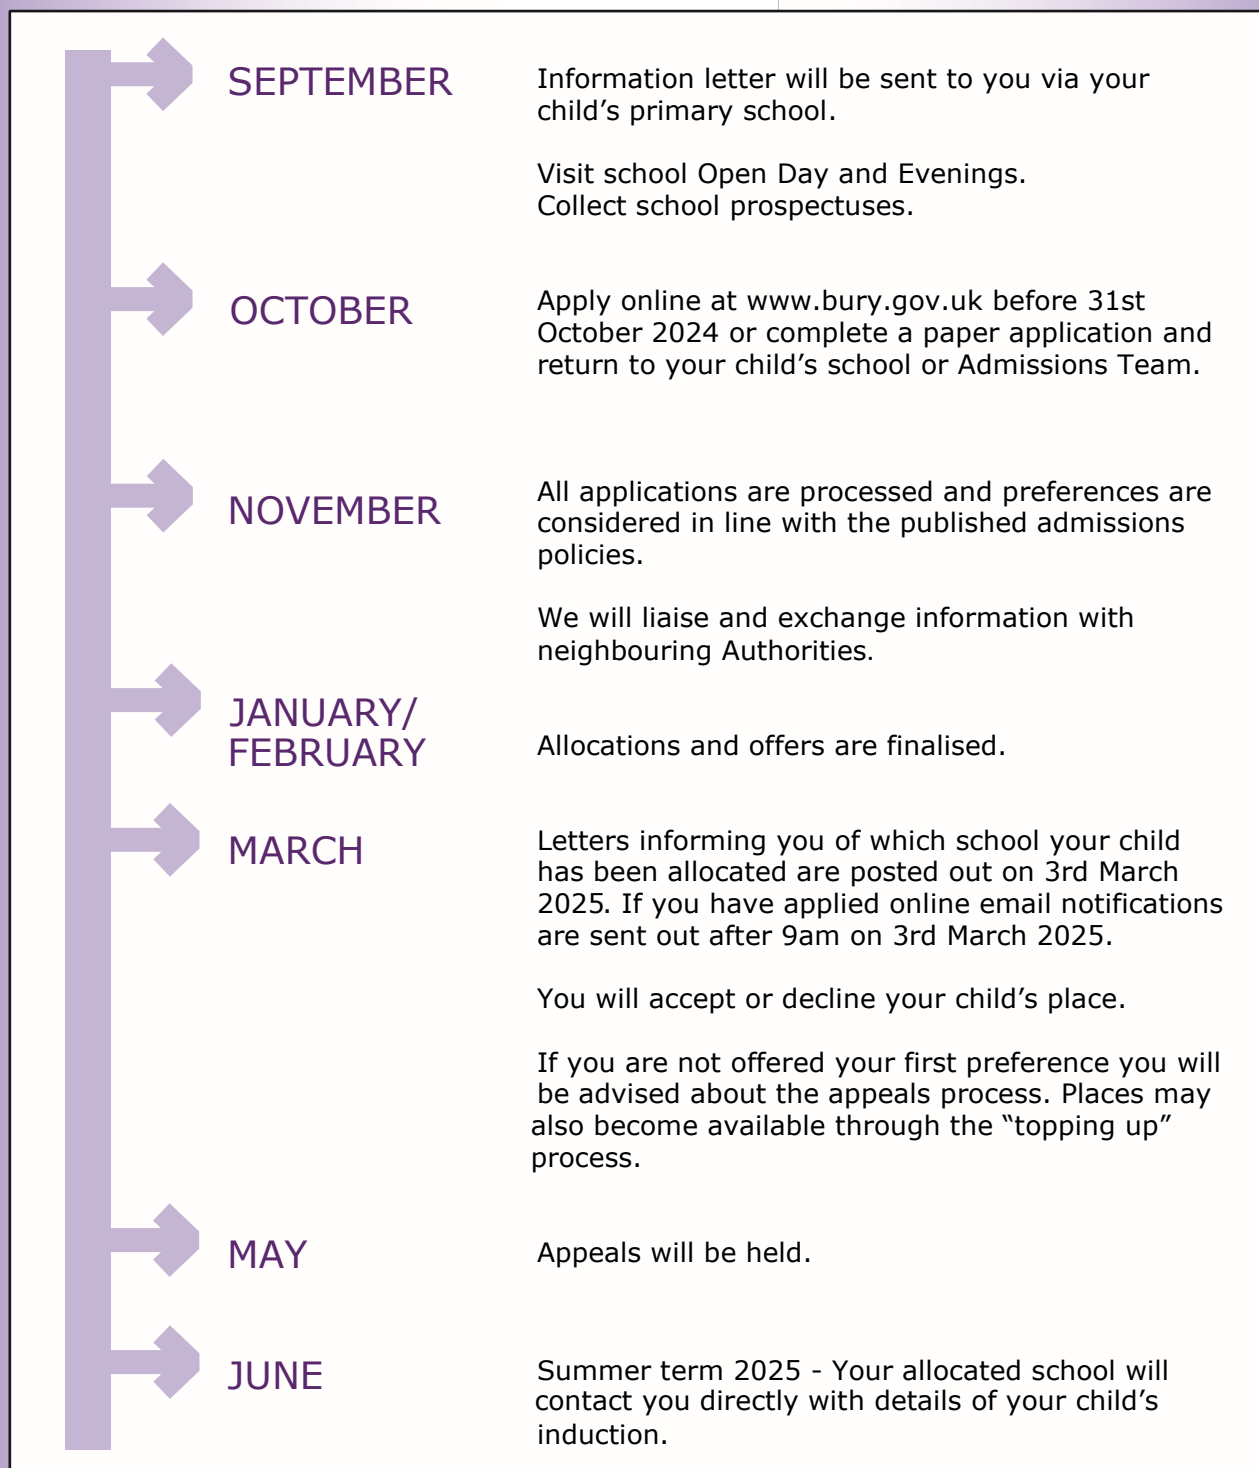 SEPTEMBER
Information letter will be sent to you via your
child’s primary school.
Visit school Open Day and Evenings.
Collect school prospectuses.
OCTOBER
Apply online at www.bury.gov.uk before 31st
October 2024 or complete a paper application and
return to your child’s school or Admissions Team.
NOVEMBER
All applications are processed and preferences are
considered in line with the published admissions
policies.
We will liaise and exchange information with
neighbouring Authorities.
JANUARY/
FEBRUARY
Allocations and offers are finalised.
MARCH
Letters informing you of which school your child
has been allocated are posted out on 3rd March
2025. If you have applied online email notifications
are sent out after 9am on 3rd March 2025.
You will accept or decline your child’s place.
If you are not offered your first preference you will
be advised about the appeals process. Places may
also become available through the “topping up”
process.
MAY
Appeals will be held.
JUNE
Summer term 2025 - Your allocated school will
contact you directly with details of your child’s
induction.